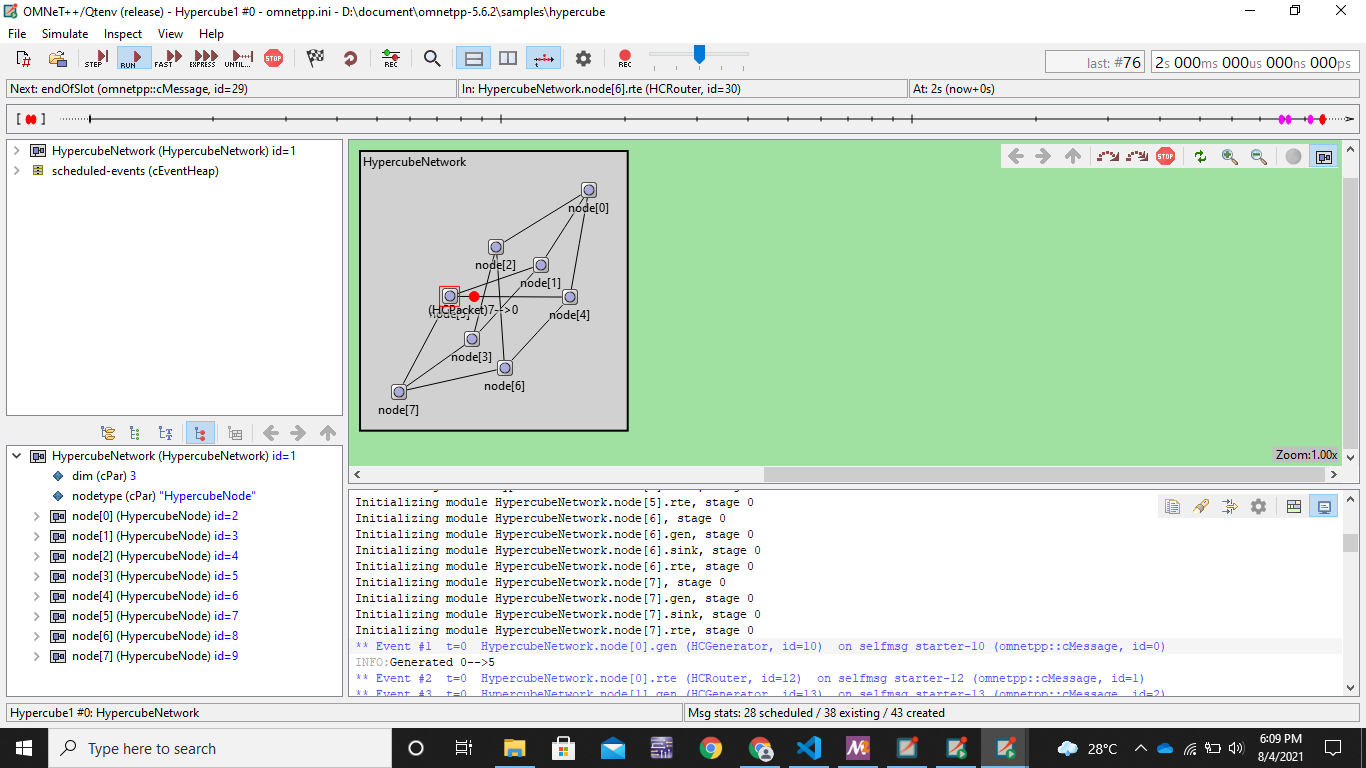 OMNeT++/Qtenv (release) - Hypercube1 #0 - omnetpp.ini - D:\document\omnetpp-5.6.2\samples\hypercube
File Simulate Inspect View Help
STEP RUN FAST EXPRESS UNTIL... STOP REC REC
last: #76 2s 000ms 000us 000ns 000ps
Next: endOfSlot (omnetpp::cMessage, id=29) In: HypercubeNetwork.node[6].rte (HCRouter, id=30) At: 2s (now+0s)
HypercubeNetwork (HypercubeNetwork) id=1
scheduled-events (cEventHeap)
HypercubeNetwork
STOP
node[0]
node[2]
node[1]
(HCPacket)7-->0
node[4]
node[3]
node[6]
node[7]
Zoom:1.00x
HypercubeNetwork (HypercubeNetwork) id=1
dim (cPar) 3
nodetype (cPar) "HypercubeNode"
node[0] (HypercubeNode) id=2
node[1] (HypercubeNode) id=3
node[2] (HypercubeNode) id=4
node[3] (HypercubeNode) id=5
node[4] (HypercubeNode) id=6
node[5] (HypercubeNode) id=7
node[6] (HypercubeNode) id=8
node[7] (HypercubeNode) id=9
Initializing module HypercubeNetwork.node[5].rte, stage 0
Initializing module HypercubeNetwork.node[6], stage 0
Initializing module HypercubeNetwork.node[6].gen, stage 0
Initializing module HypercubeNetwork.node[6].sink, stage 0
Initializing module HypercubeNetwork.node[6].rte, stage 0
Initializing module HypercubeNetwork.node[7], stage 0
Initializing module HypercubeNetwork.node[7].gen, stage 0
Initializing module HypercubeNetwork.node[7].sink, stage 0
Initializing module HypercubeNetwork.node[7].rte, stage 0
** Event #1 t=0 HypercubeNetwork.node[0].gen (HCGenerator, id=10) on selfmsg starter-10 (omnetpp::cMessage, id=0)
INFO:Generated 0-->5
** Event #2 t=0 HypercubeNetwork.node[0].rte (HCRouter, id=12) on selfmsg starter-12 (omnetpp::cMessage, id=1)
** Event #3 t=0 HypercubeNetwork.node[1].gen (HCGenerator, id=13) on selfmsg starter-13 (omnetpp::cMessage, id=2)
Hypercube1 #0: HypercubeNetwork Msg stats: 28 scheduled / 38 existing / 43 created
Type here to search
28°C
6:09 PM
8/4/2021